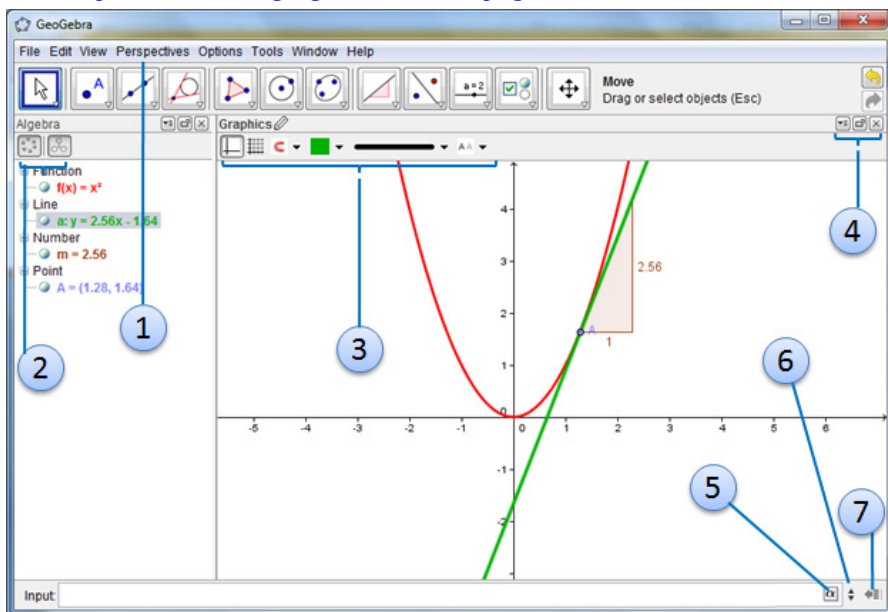 GeoGebra
File Edit View Perspectives Options Tools Window Help
A
a=2
Move
Drag or select objects (Esc)
Algebra
Graphics
A A
Function
f(x) = x²
Line
a: y = 2.56x - 1.64
Number
m = 2.56
Point
A = (1.28, 1.64)
1
2
3
4
4
3
2.56
2
A
1
1
0
-5 -4 -3 -2 -1 0 1 2 3 4 5 6
-1
-2
5
6
7
Input:
α